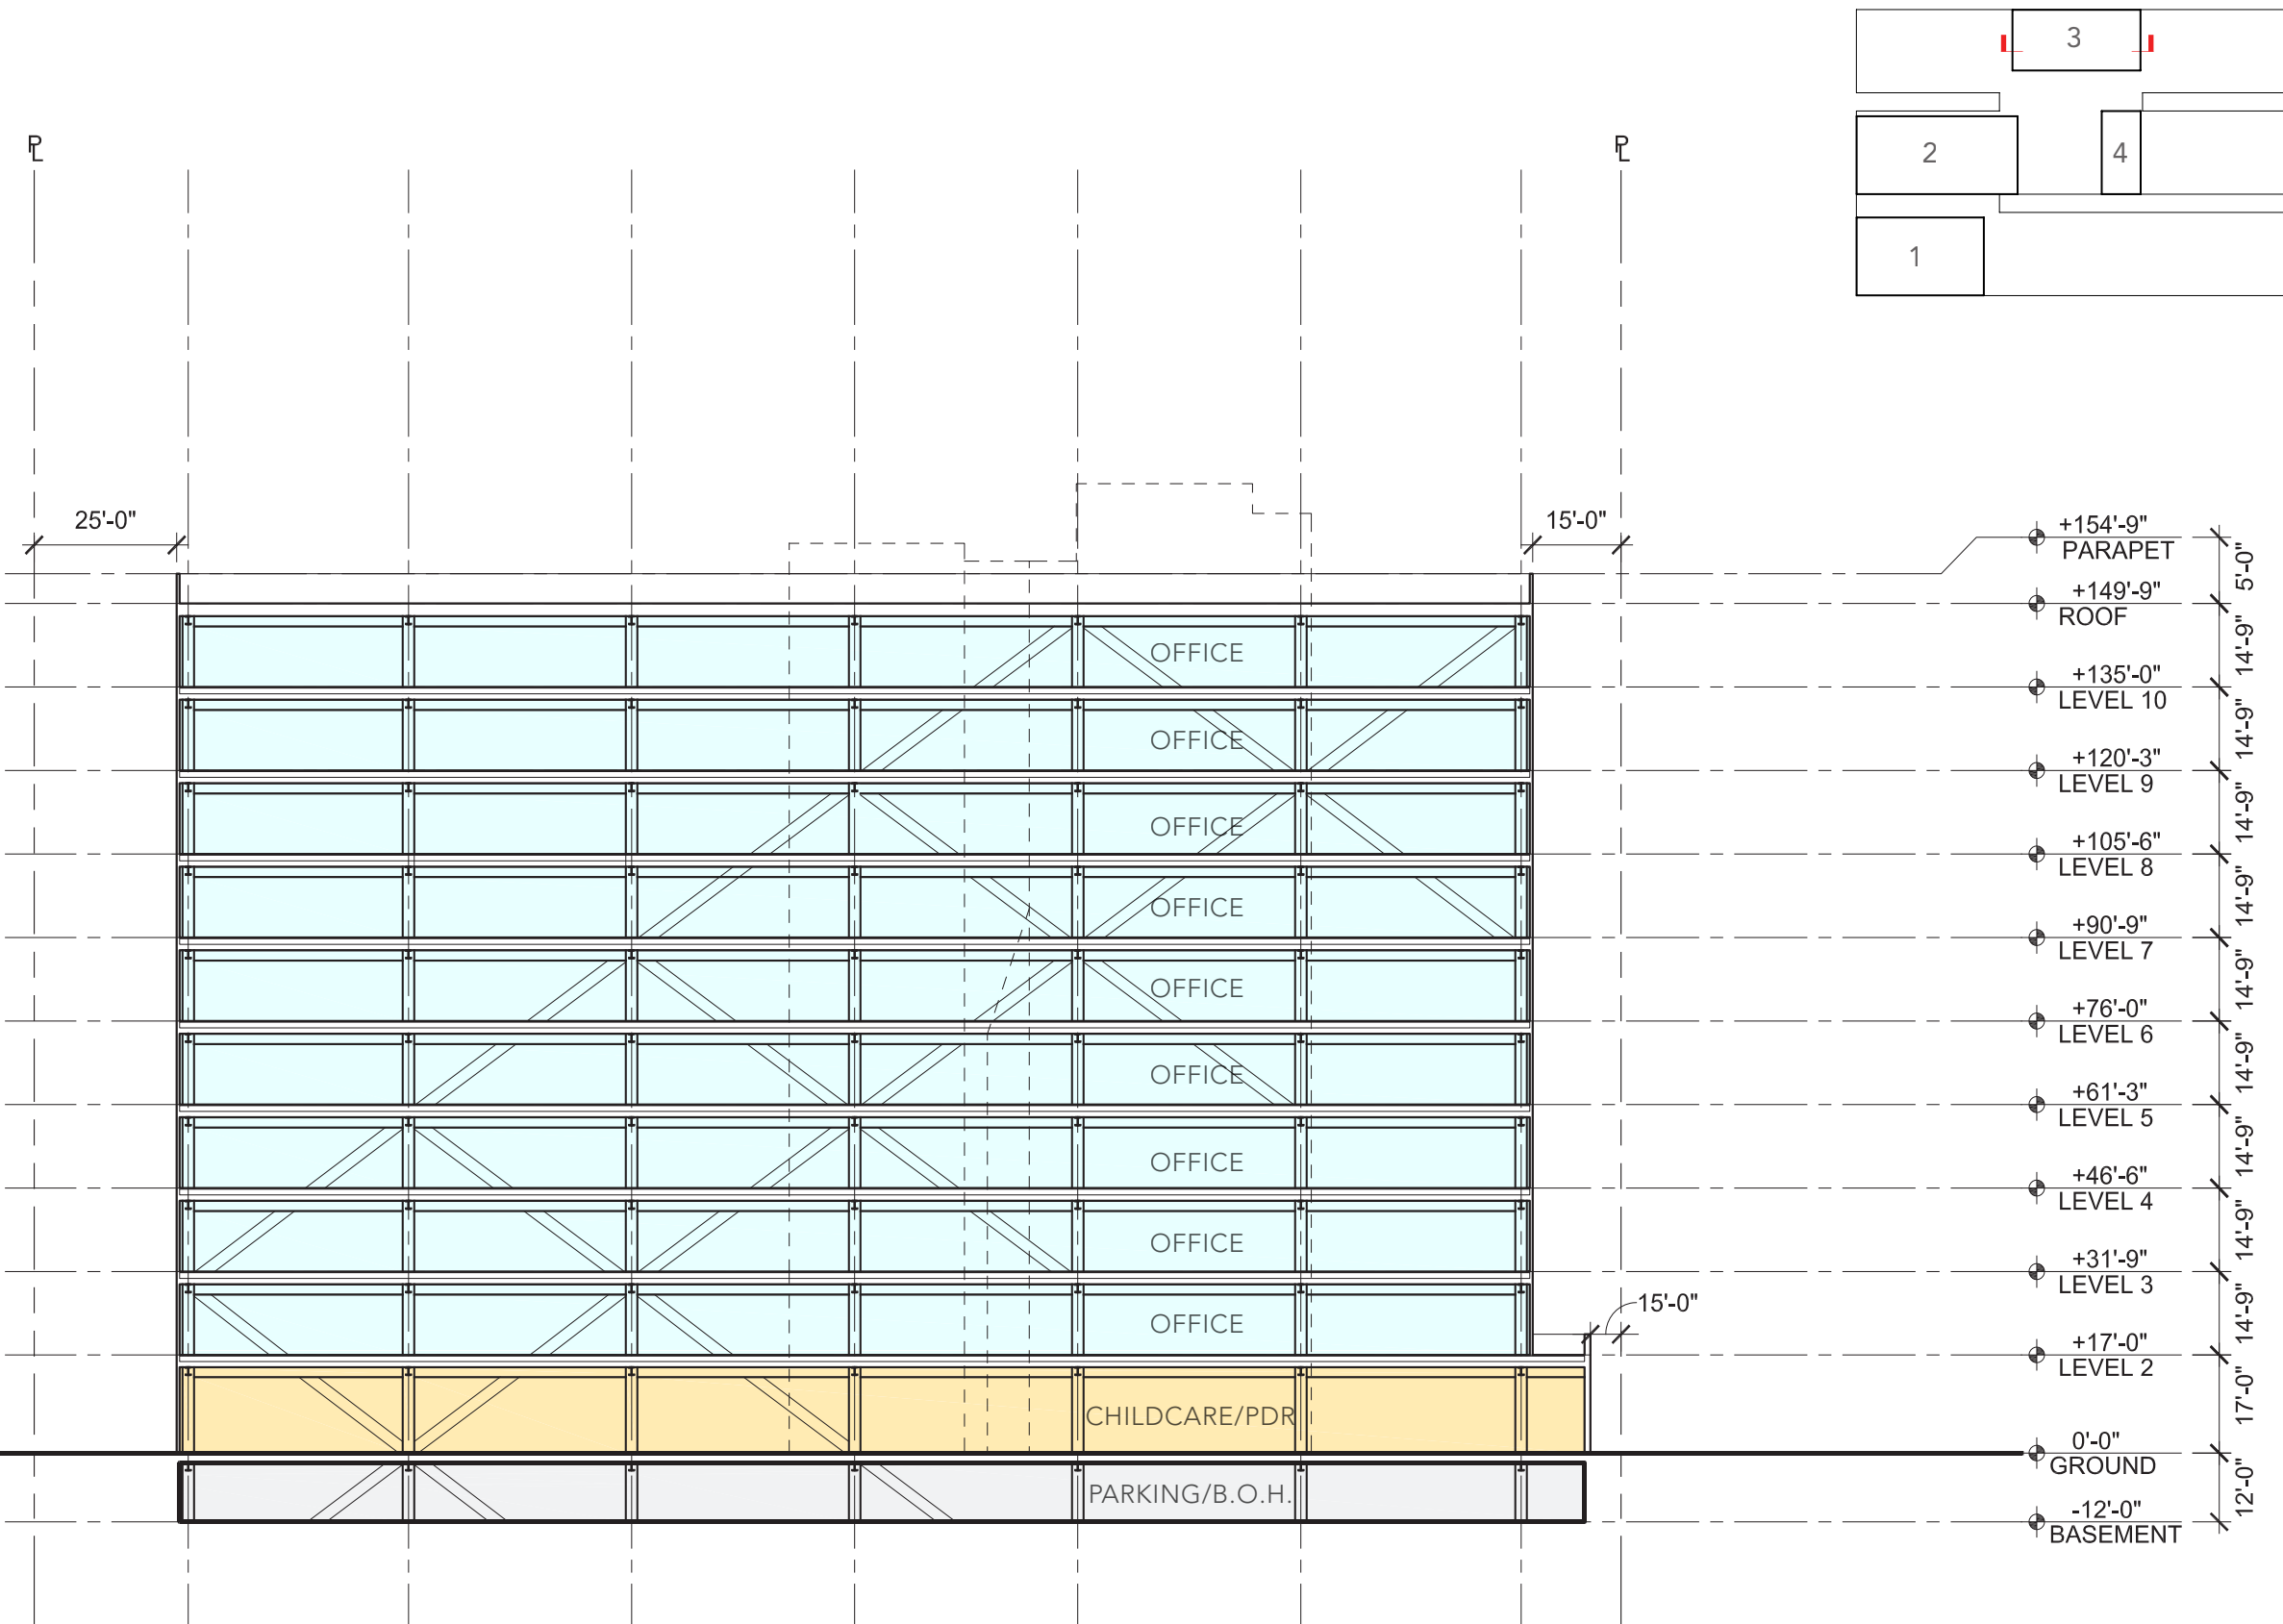 3
2
4
1
PL
PL
25'-0"
15'-0"
+154'-9"
PARAPET
5'-0"
+149'-9"
ROOF
14'-9"
OFFICE
+135'-0"
LEVEL 10
14'-9"
OFFICE
+120'-3"
LEVEL 9
14'-9"
OFFICE
+105'-6"
LEVEL 8
14'-9"
OFFICE
+90'-9"
LEVEL 7
14'-9"
OFFICE
+76'-0"
LEVEL 6
14'-9"
OFFICE
+61'-3"
LEVEL 5
14'-9"
OFFICE
+46'-6"
LEVEL 4
14'-9"
OFFICE
+31'-9"
LEVEL 3
14'-9"
OFFICE
15'-0"
+17'-0"
LEVEL 2
17'-0"
CHILDCARE/PDR
0'-0"
GROUND
12'-0"
PARKING/B.O.H.
-12'-0"
BASEMENT